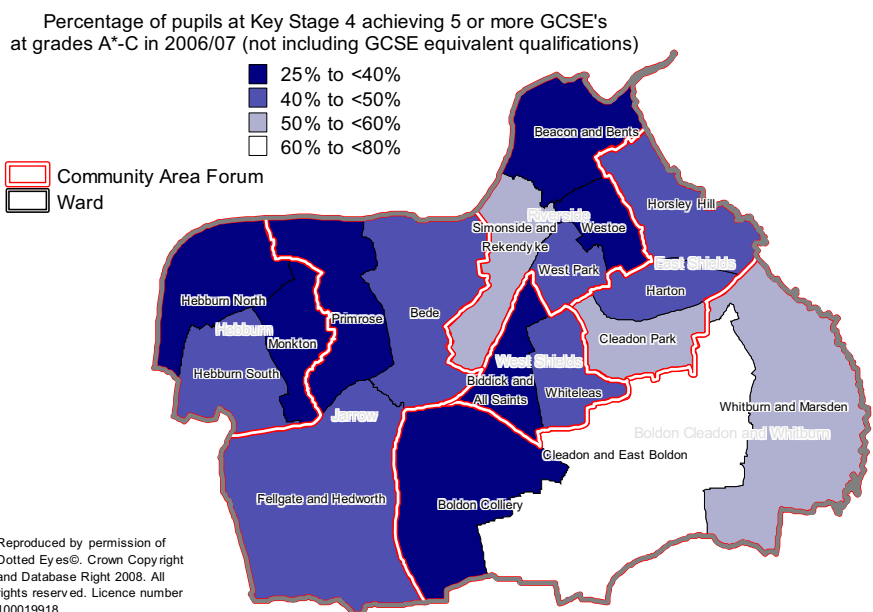 Percentage of pupils at Key Stage 4 achieving 5 or more GCSE's
at grades A*-C in 2006/07 (not including GCSE equivalent qualifications)
25% to <40%
40% to <50%
50% to <60%
60% to <80%
Community Area Forum
Ward
Beacon and Bents
Horsley Hill
Riverside
Simonside and
Rekendyke
Westoe
West Park
East Shields
Harton
Hebburn North
Hebburn
Monkton
Hebburn South
Primrose
Bede
Cleadon Park
West Shields
Biddick and
All Saints
Whiteleas
Jarrow
Whitburn and Marsden
Boldon Cleadon and Whitburn
Cleadon and East Boldon
Fellgate and Hedworth
Boldon Colliery
Reproduced by permission of
Dotted Eyes©. Crown Copyright
and Database Right 2008. All
rights reserved. Licence number
100019918